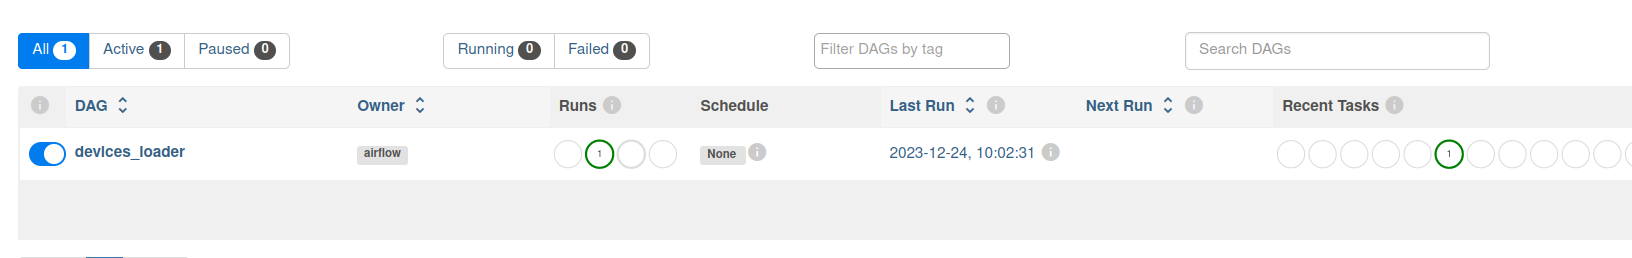 All 1 Active 1 Paused 0 Running 0 Failed 0 Filter DAGs by tag Search DAGs
i DAG Owner Runs i Schedule Last Run i Next Run i Recent Tasks i
devices_loader airflow 1 None i 2023-12-24, 10:02:31 i 1